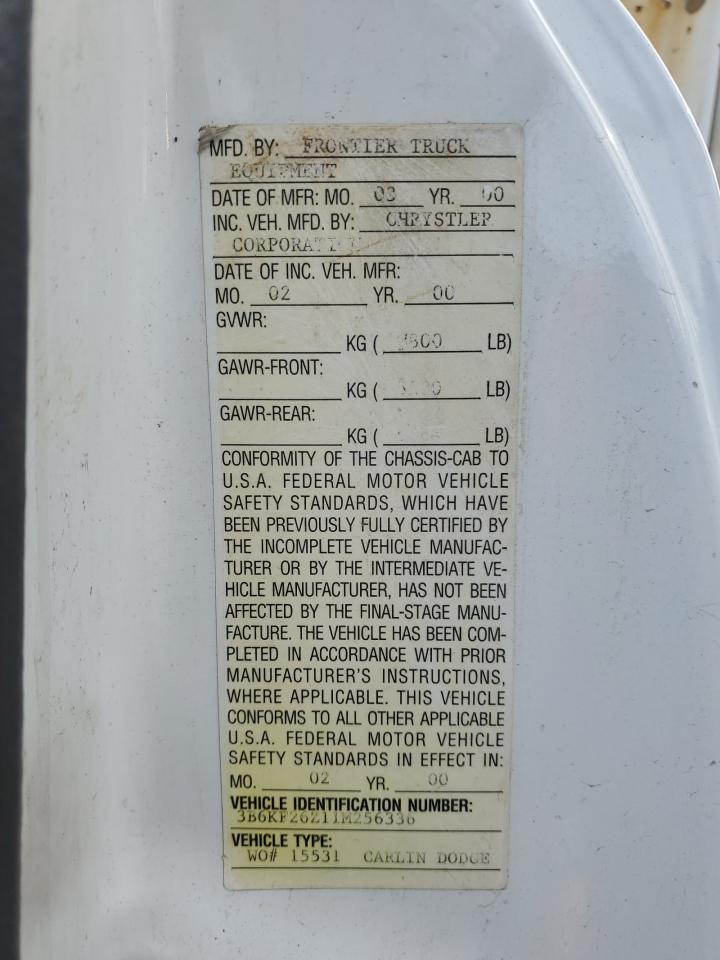 MFD. BY: FRONTIER TRUCK
EQUIPMENT
DATE OF MFR: MO. 03 YR. 00
INC. VEH. MFD. BY: CHRYSTLER
CORPORATION
DATE OF INC. VEH. MFR:
MO. 02 YR. 00
GVWR:
KG ( LB)
GAWR-FRONT:
KG ( LB)
GAWR-REAR:
KG ( LB)
CONFORMITY OF THE CHASSIS-CAB TO
U.S.A. FEDERAL MOTOR VEHICLE
SAFETY STANDARDS, WHICH HAVE
BEEN PREVIOUSLY FULLY CERTIFIED BY
THE INCOMPLETE VEHICLE MANUFAC-
TURER OR BY THE INTERMEDIATE VE-
HICLE MANUFACTURER, HAS NOT BEEN
AFFECTED BY THE FINAL-STAGE MANU-
FACTURE. THE VEHICLE HAS BEEN COM-
PLETED IN ACCORDANCE WITH PRIOR
MANUFACTURER'S INSTRUCTIONS,
WHERE APPLICABLE. THIS VEHICLE
CONFORMS TO ALL OTHER APPLICABLE
U.S.A. FEDERAL MOTOR VEHICLE
SAFETY STANDARDS IN EFFECT IN:
MO. 02 YR. 00
VEHICLE IDENTIFICATION NUMBER:
3B6KF26Z11M256336
VEHICLE TYPE:
WO# 15531 CARLIN DODGE